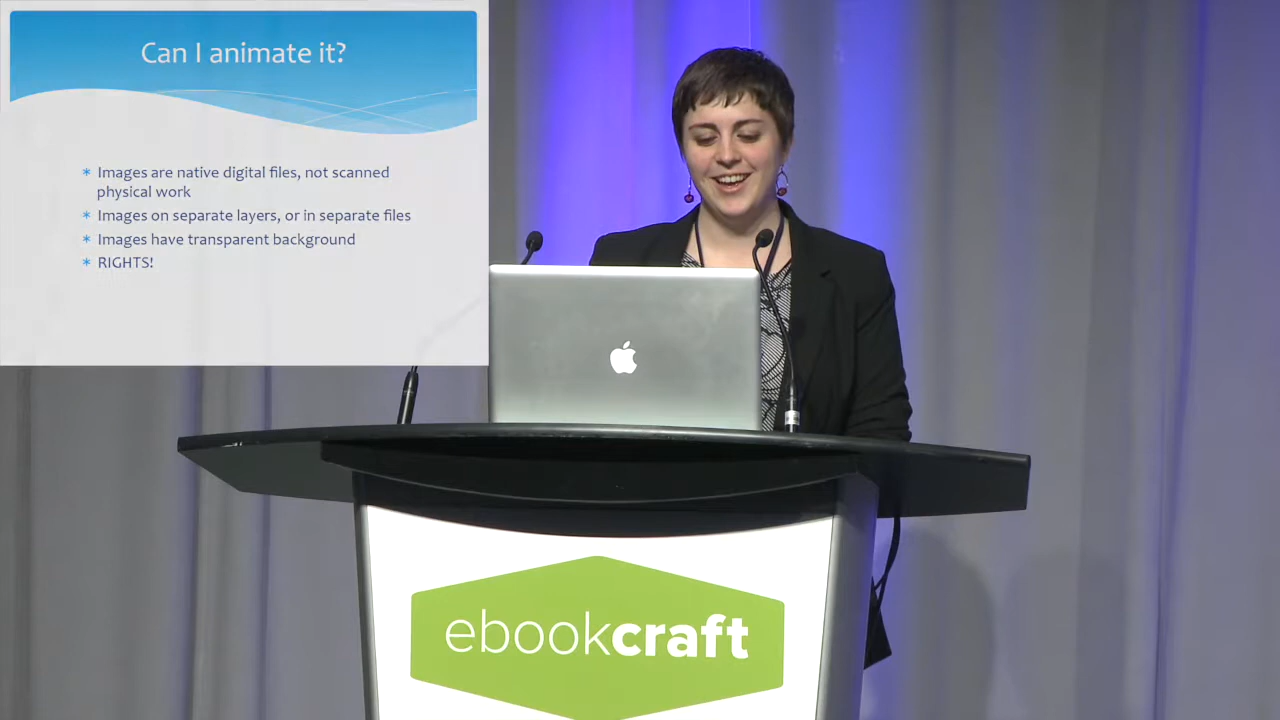 Can I animate it?
* Images are native digital files, not scanned
physical work
* Images on separate layers, or in separate files
* Images have transparent background
* RIGHTS!
ebookcraft